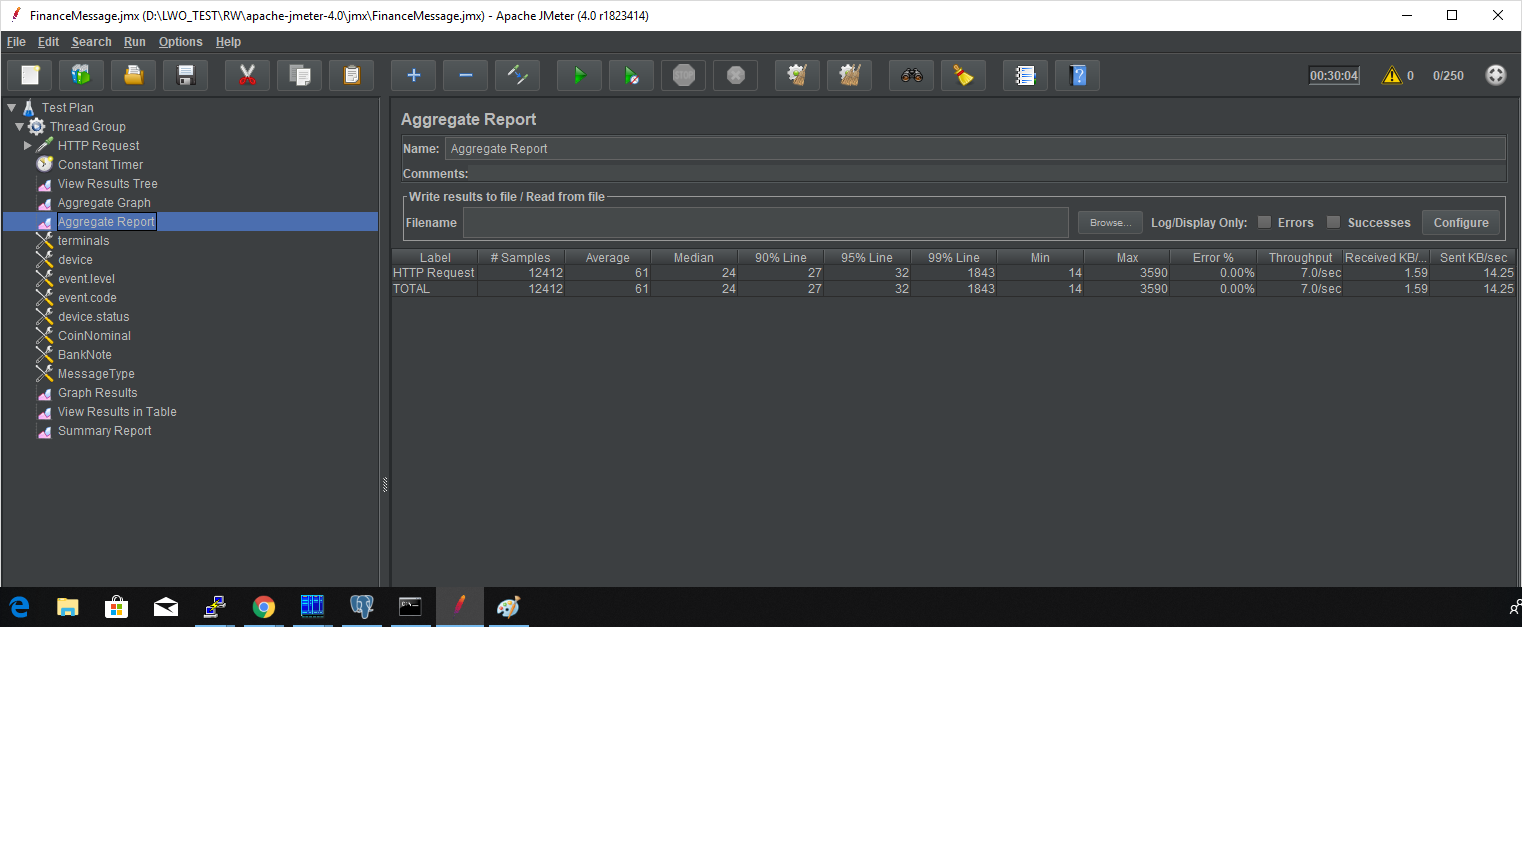 FinanceMessage.jmx (D:\LWO_TEST\RW\apache-jmeter-4.0\jmx\FinanceMessage.jmx) - Apache JMeter (4.0 r1823414)
File Edit Search Run Options Help
STOP 00:30:04 0 0/250
Test Plan
Thread Group
HTTP Request
Constant Timer
View Results Tree
Aggregate Graph
Aggregate Report
terminals
device
event.level
event.code
device.status
CoinNominal
BankNote
MessageType
Graph Results
View Results in Table
Summary Report
Aggregate Report
Name: Aggregate Report
Comments:
Write results to file / Read from file
Filename Browse... Log/Display Only: Errors Successes Configure
Label # Samples Average Median 90% Line 95% Line 99% Line Min Max Error % Throughput Received KB/... Sent KB/sec
HTTP Request 12412 61 24 27 32 1843 14 3590 0.00% 7.0/sec 1.59 14.25
TOTAL 12412 61 24 27 32 1843 14 3590 0.00% 7.0/sec 1.59 14.25